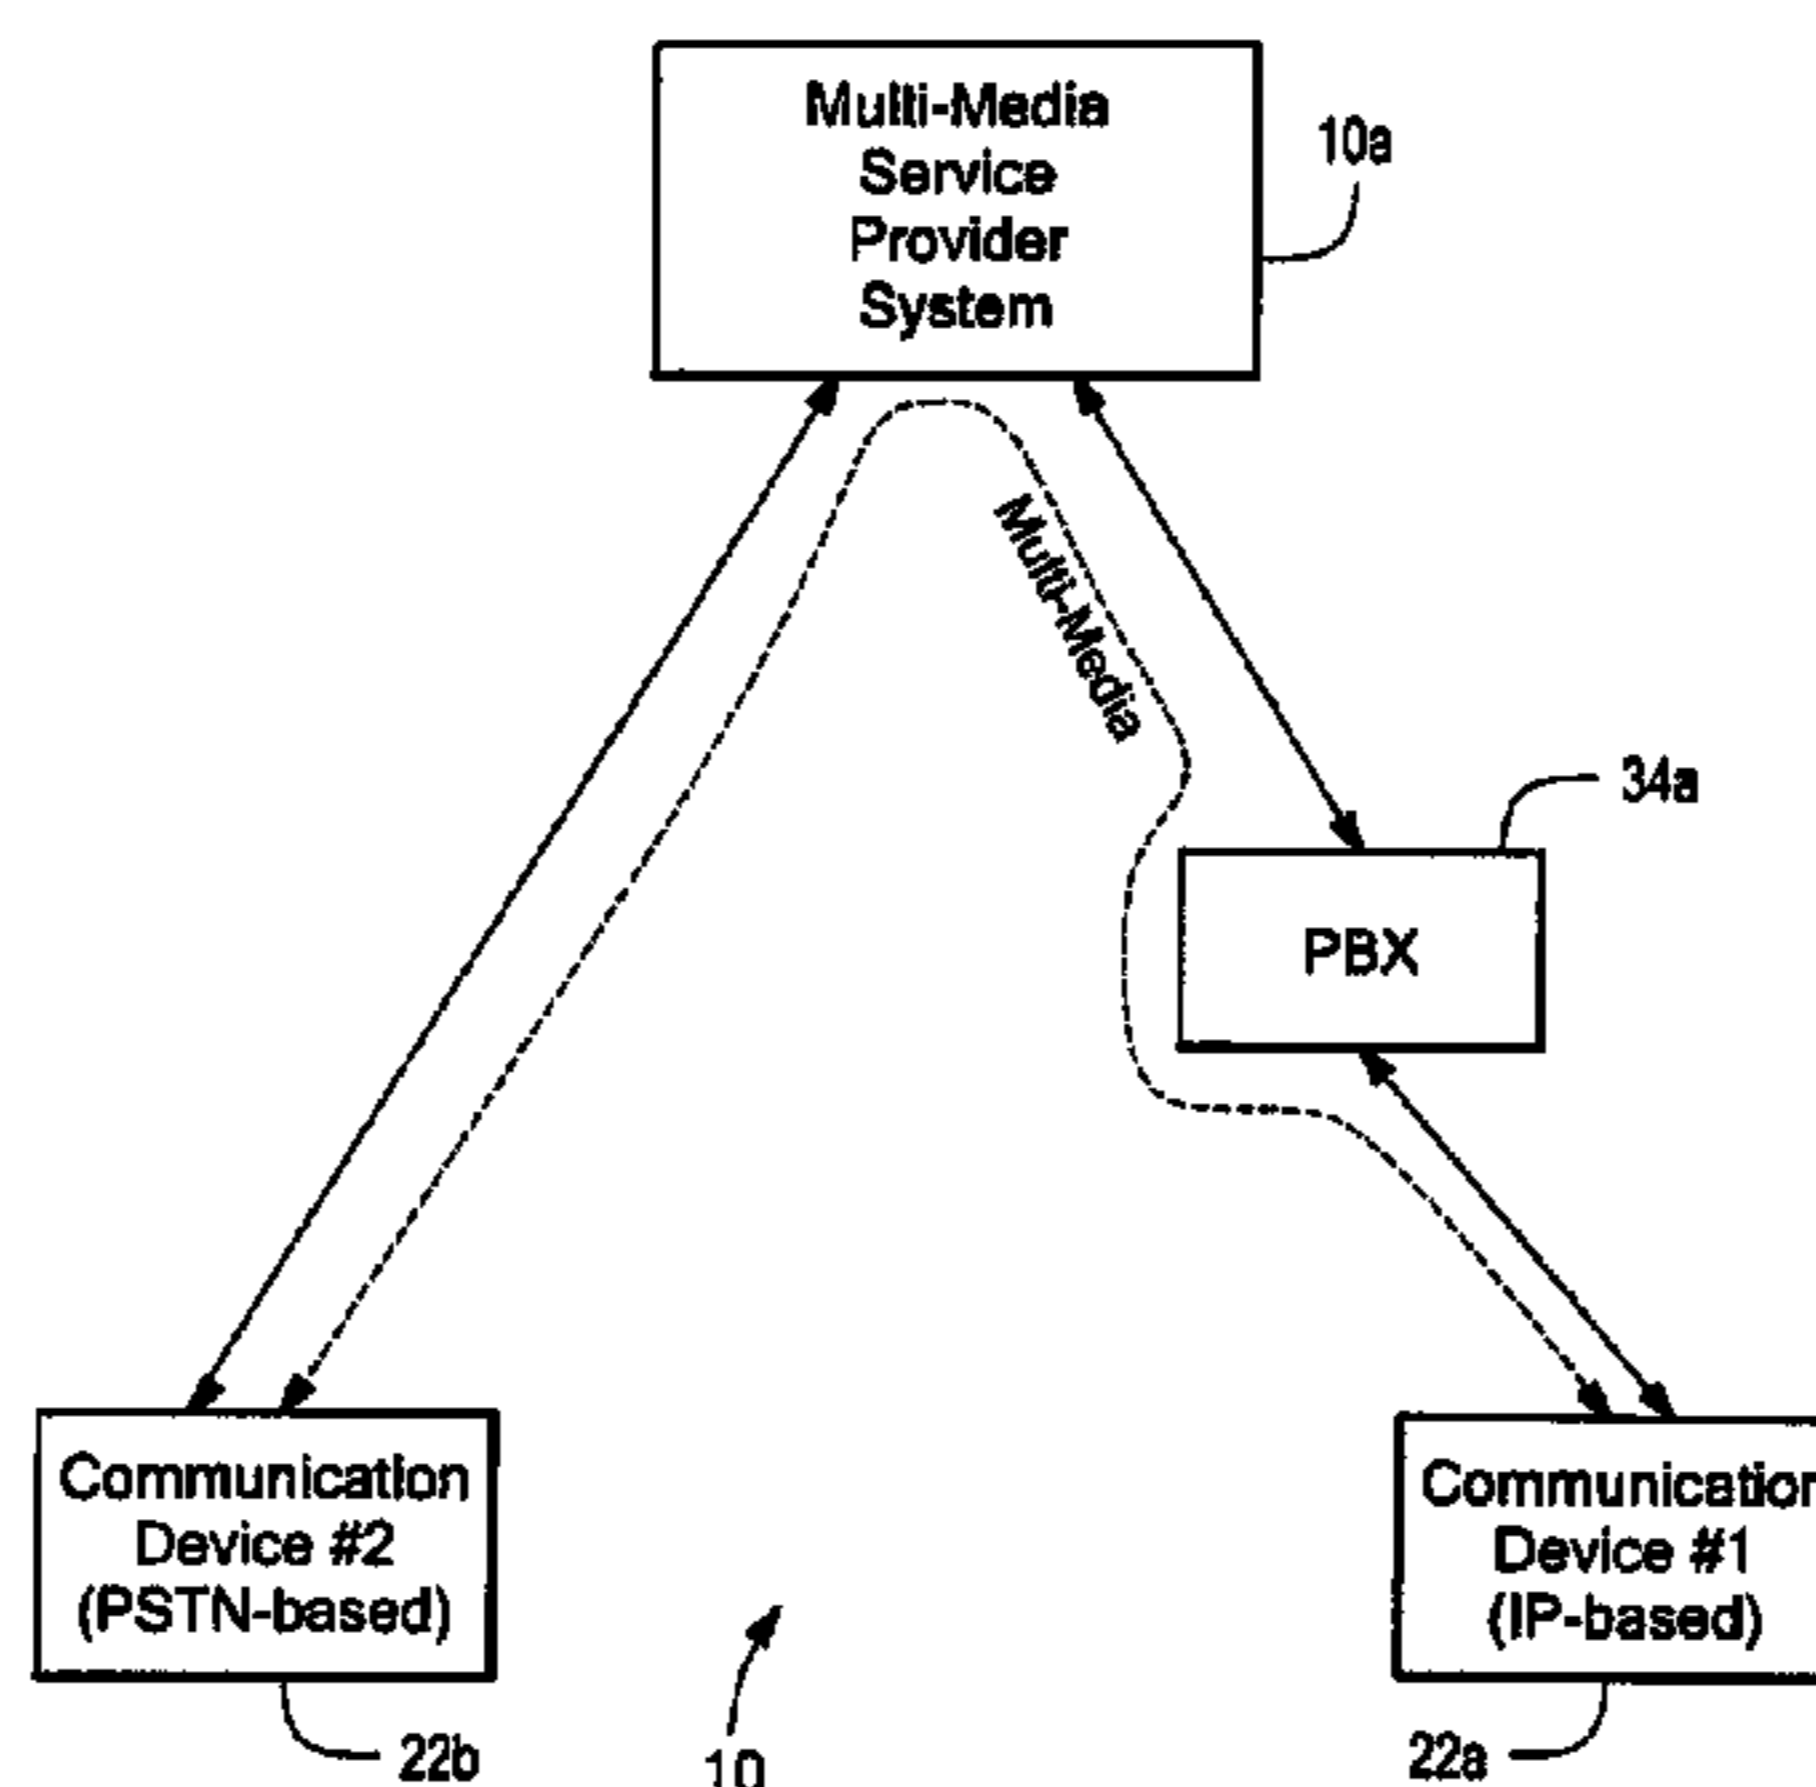 Multi-Media
Service
Provider
System
10a
Multi-Media
34a
PBX
Communication
Device #2
(PSTN-based)
Communication
Device #1
(IP-based)
22b
10
22a